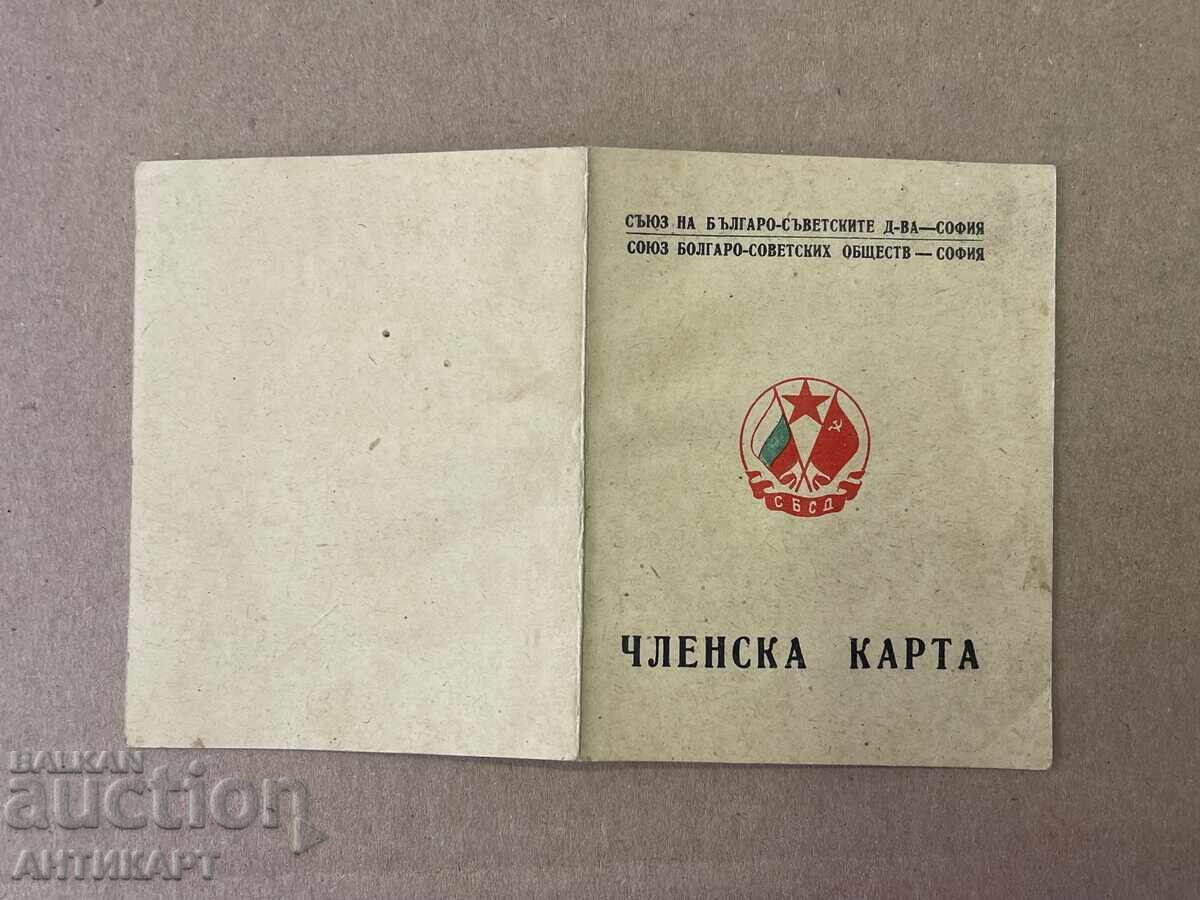 СЪЮЗ НА БЪЛГАРО-СЪВЕТСКИТЕ Д-ВА—СОФИЯ
СОЮЗ БОЛГАРО-СОВЕТСКИХ ОБЩЕСТВ — СОФИЯ
СБСД
ЧЛЕНСКА КАРТА
BALKAN
auction
АНТИКАРТ